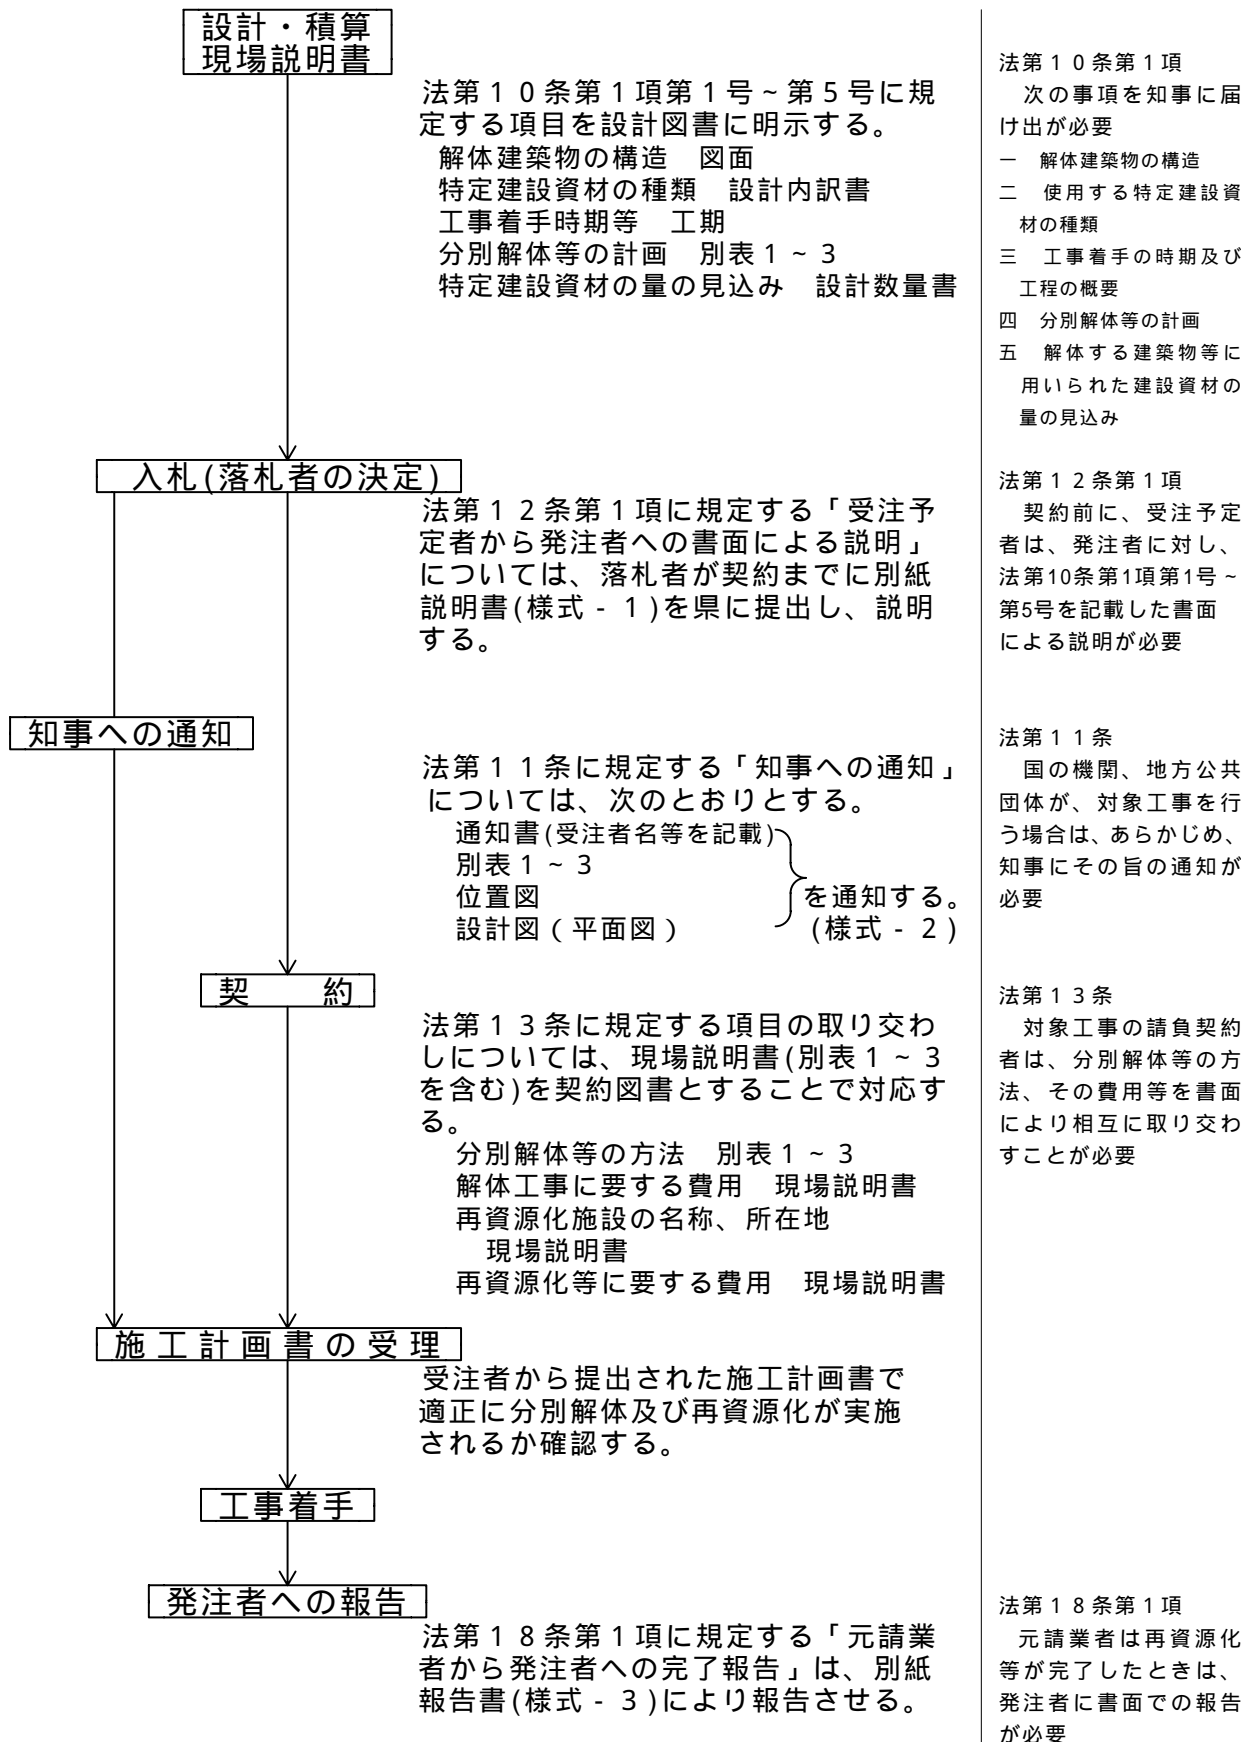 設計・積算
現場説明書
法第１０条第１項第１号~第５号に規
定する項目を設計図書に明示する。
解体建築物の構造　図面
特定建設資材の種類　設計内訳書
工事着手時期等　工期
分別解体等の計画　別表１~３
特定建設資材の量の見込み　設計数量書
入札(落札者の決定)
法第１２条第１項に規定する「受注予
定者から発注者への書面による説明」
については、落札者が契約までに別紙
説明書(様式-１)を県に提出し、説明
する。
知事への通知
法第１１条に規定する「知事への通知」
については、次のとおりとする。
通知書(受注者名等を記載)
別表１~３
位置図
設計図（平面図）
を通知する。
(様式-２)
契　　約
法第１３条に規定する項目の取り交わ
しについては、現場説明書(別表１~３
を含む)を契約図書とすることで対応す
る。
分別解体等の方法　別表１~３
解体工事に要する費用　現場説明書
再資源化施設の名称、所在地
現場説明書
再資源化等に要する費用　現場説明書
施工計画書の受理
受注者から提出された施工計画書で
適正に分別解体及び再資源化が実施
されるか確認する。
工事着手
発注者への報告
法第１８条第１項に規定する「元請業
者から発注者への完了報告」は、別紙
報告書(様式-３)により報告させる。
法第１０条第１項
次の事項を知事に届
け出が必要
一　解体建築物の構造
二　使用する特定建設資
材の種類
三　工事着手の時期及び
工程の概要
四　分別解体等の計画
五　解体する建築物等に
用いられた建設資材の
量の見込み
法第１２条第１項
契約前に、受注予定
者は、発注者に対し、
法第10条第1項第1号~
第5号を記載した書面
による説明が必要
法第１１条
国の機関、地方公共
団体が、対象工事を行
う場合は、あらかじめ、
知事にその旨の通知が
必要
法第１３条
対象工事の請負契約
者は、分別解体等の方
法、その費用等を書面
により相互に取り交わ
すことが必要
法第１８条第１項
元請業者は再資源化
等が完了したときは、
発注者に書面での報告
が必要